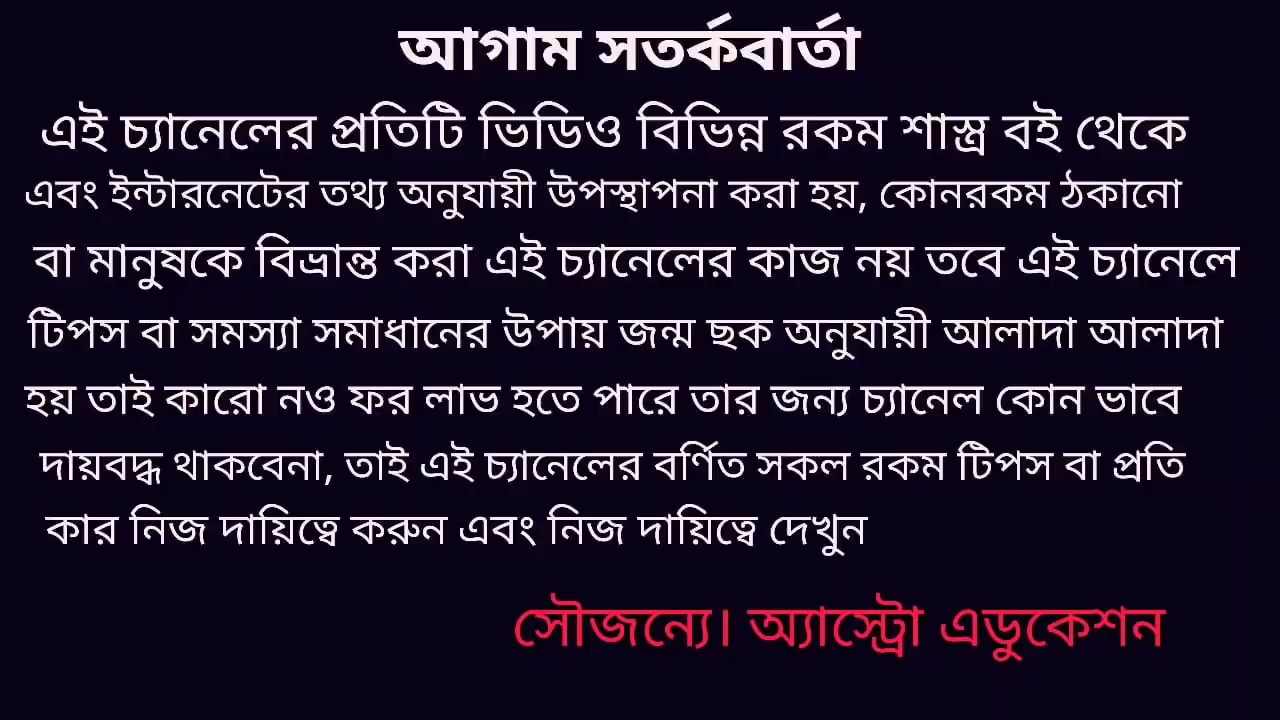 আগাম সতর্কবার্তা
এই চ্যানেলের প্রতিটি ভিডিও বিভিন্ন রকম শাস্ত্র বই থেকে
এবং ইন্টারনেটের তথ্য অনুযায়ী উপস্থাপনা করা হয়, কোনরকম ঠকানো
বা মানুষকে বিভ্রান্ত করা এই চ্যানেলের কাজ নয় তবে এই চ্যানেলে
টিপস বা সমস্যা সমাধানের উপায় জন্ম ছক অনুযায়ী আলাদা আলাদা
হয় তাই কারো নও ফর লাভ হতে পারে তার জন্য চ্যানেল কোন ভাবে
দায়বদ্ধ থাকবেনা, তাই এই চ্যানেলের বর্ণিত সকল রকম টিপস বা প্রতি
কার নিজ দায়িত্বে করুন এবং নিজ দায়িত্বে দেখুন
সৌজন্যে। অ্যাস্ট্রো এডুকেশন